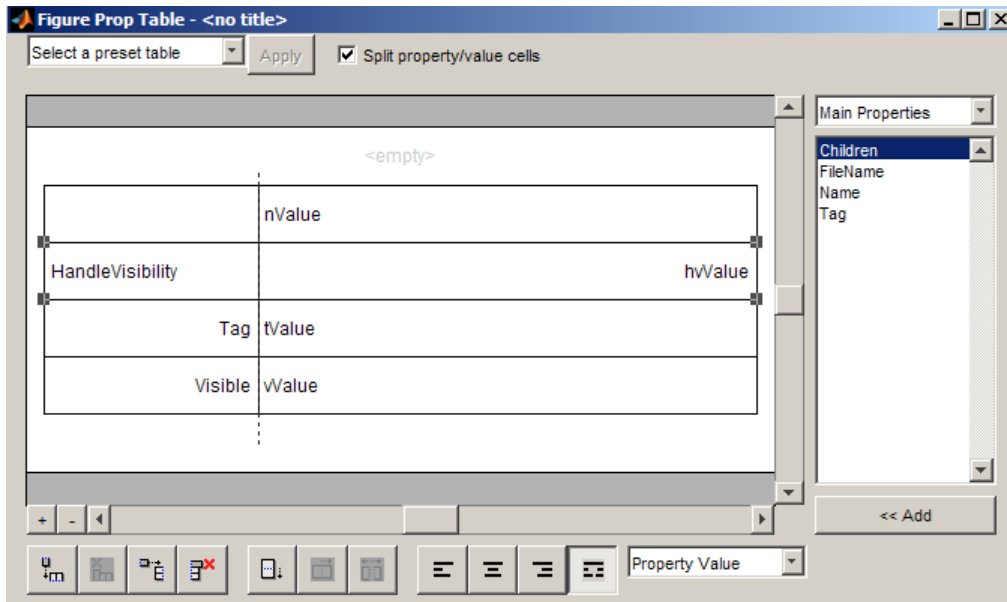 Figure Prop Table - <no title>
Select a preset table
Apply
Split property/value cells
Main Properties
<empty>
Children
FileName
Name
Tag
nValue
HandleVisibility hvValue
Tag tValue
Visible vValue
+ -
<< Add
Property Value